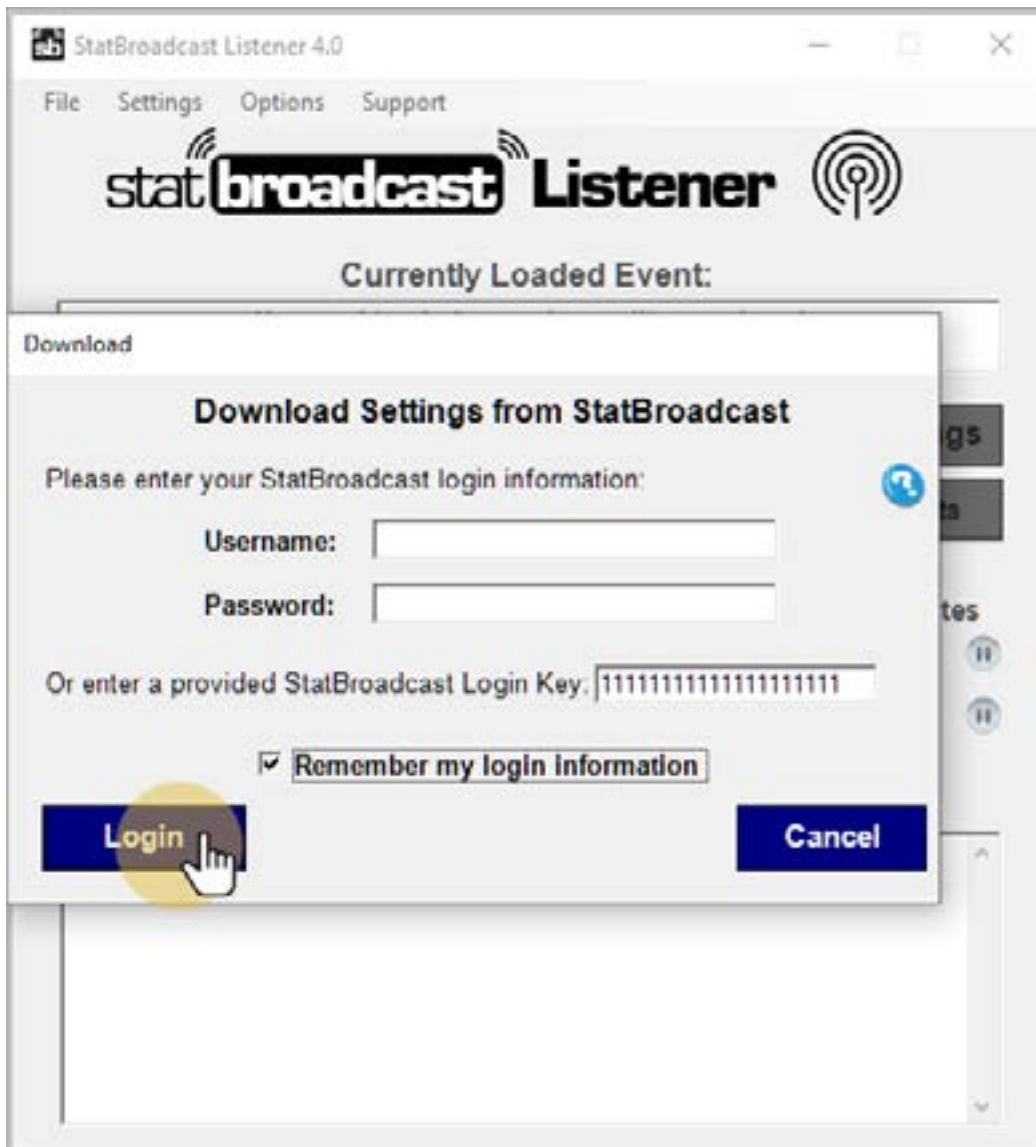 StatBroadcast Listener 4.0
File Settings Options Support
stat broadcast Listener
Currently Loaded Event:
Download
Download Settings from StatBroadcast
Please enter your StatBroadcast login information:
Username:
Password:
Or enter a provided StatBroadcast Login Key:
Remember my login information
Login Cancel